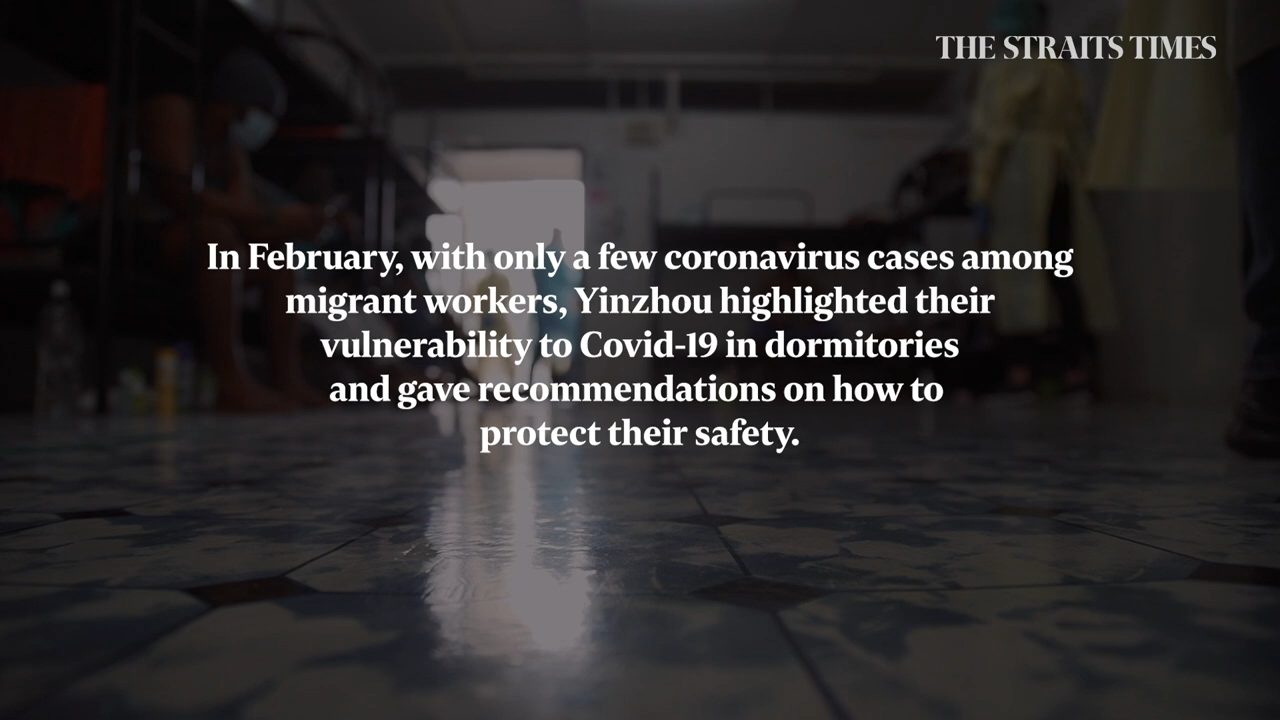 THE STRAITS TIMES
In February, with only a few coronavirus cases among
migrant workers, Yinzhou highlighted their
vulnerability to Covid-19 in dormitories
and gave recommendations on how to
protect their safety.